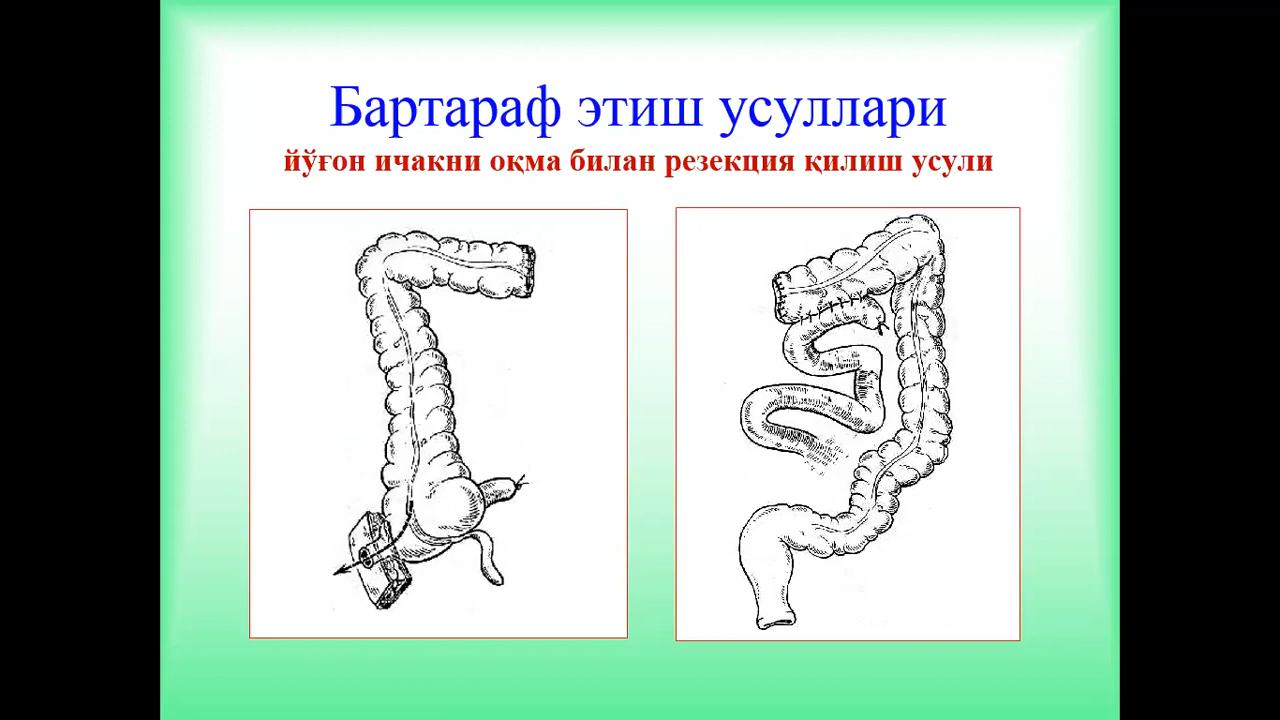 Бартараф этиш усуллари
йўғон ичакни оқма билан резекция қилиш усули